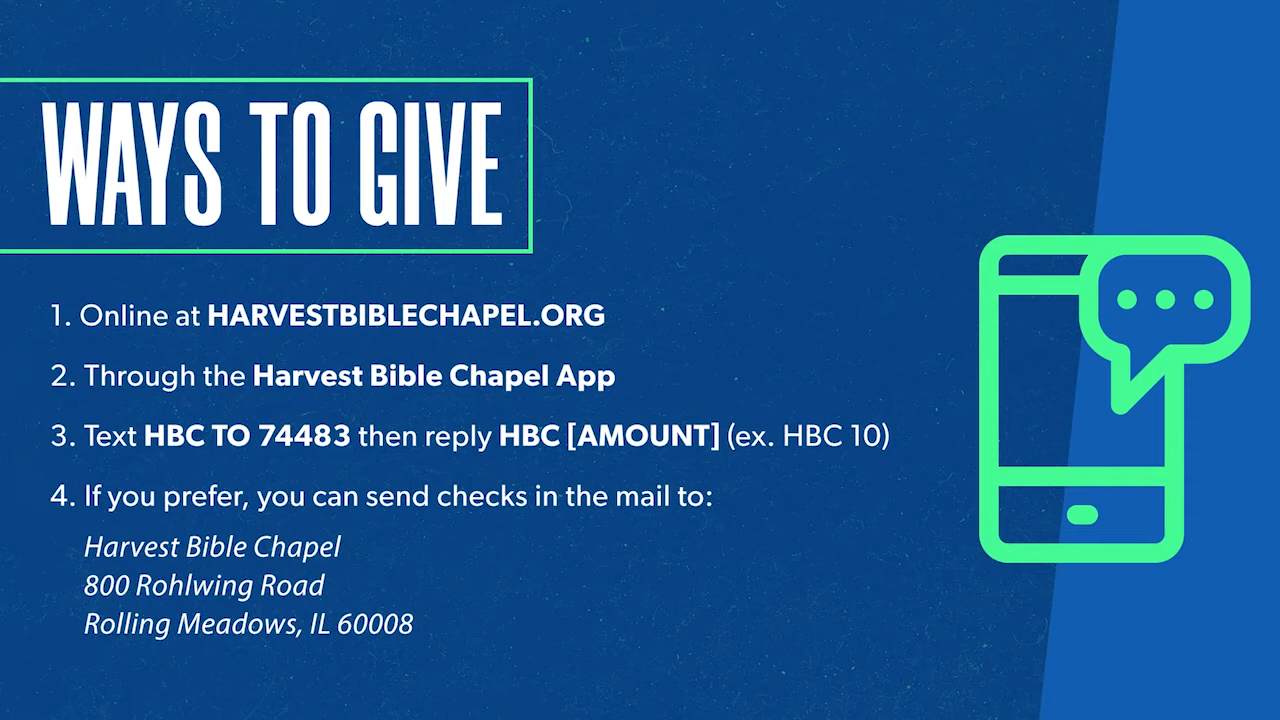 WAYS TO GIVE
1. Online at HARVESTBIBLECHAPEL.ORG
2. Through the Harvest Bible Chapel App
3. Text HBC TO 74483 then reply HBC [AMOUNT] (ex. HBC 10)
4. If you prefer, you can send checks in the mail to:
Harvest Bible Chapel
800 Rohlwing Road
Rolling Meadows, IL 60008